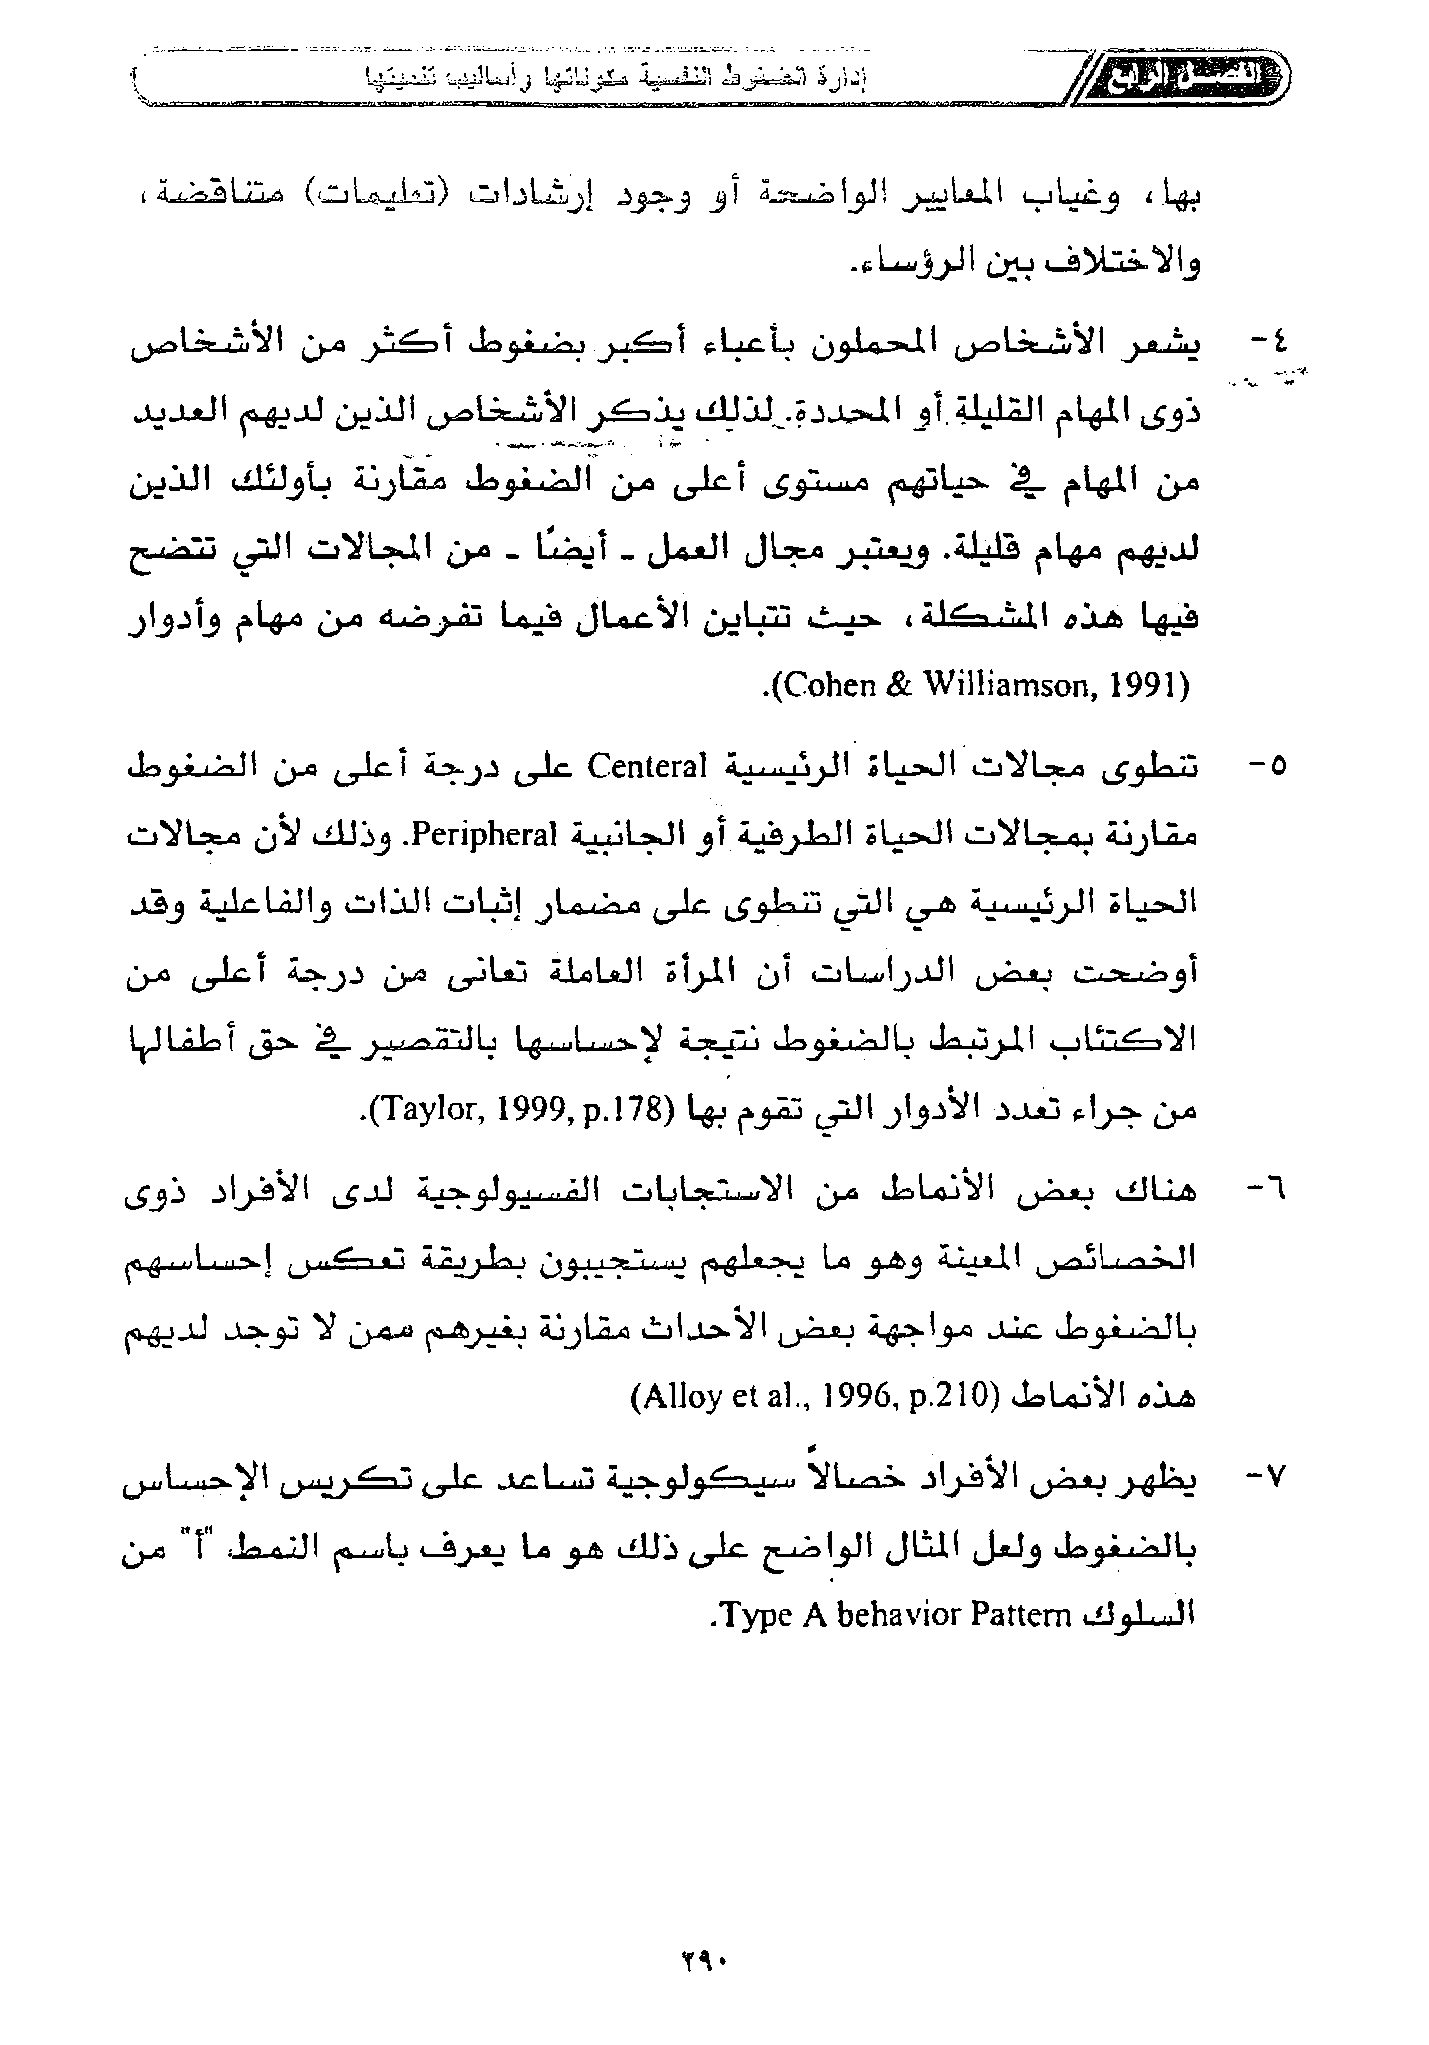 الفصل الرابع
إدارة الضغوط النفسية مكوناتها وأساليب تنميتها
بها، وغياب المعايير الواضحة أو وجود إرشادات (تعليمات) متناقضة،
والاختلاف بين الرؤساء.
٤- يشعر الأشخاص المحملون بأعباء أكبر بضغوط أكثر من الأشخاص
ذوى المهام القليلة أو المحددة. لذلك يذكر الأشخاص الذين لديهم العديد
من المهام في حياتهم مستوى أعلى من الضغوط مقارنة بأولئك الذين
لديهم مهام قليلة. ويعتبر مجال العمل - أيضًا - من المجالات التي تتضح
فيها هذه المشكلة، حيث تتباين الأعمال فيما تفرضه من مهام وأدوار
(Cohen & Williamson, 1991).
٥- تنطوى مجالات الحياة الرئيسية Centeral على درجة أعلى من الضغوط
مقارنة بمجالات الحياة الطرفية أو الجانبية Peripheral. وذلك لأن مجالات
الحياة الرئيسية هي التي تنطوى على مضمار إثبات الذات والفاعلية وقد
أوضحت بعض الدراسات أن المرأة العاملة تعانى من درجة أعلى من
الاكتئاب المرتبط بالضغوط نتيجة لإحساسها بالتقصير في حق أطفالها
من جراء تعدد الأدوار التي تقوم بها (Taylor, 1999, p.178).
٦- هناك بعض الأنماط من الاستجابات الفسيولوجية لدى الأفراد ذوى
الخصائص المعينة وهو ما يجعلهم يستجيبون بطريقة تعكس إحساسهم
بالضغوط عند مواجهة بعض الأحداث مقارنة بغيرهم ممن لا توجد لديهم
هذه الأنماط (Alloy et al., 1996, p.210)
٧- يظهر بعض الأفراد خصالاً سيكولوجية تساعد على تكريس الإحساس
بالضغوط ولعل المثال الواضح على ذلك هو ما يعرف باسم النمط "أ" من
السلوك Type A behavior Pattern.
٢٩٠